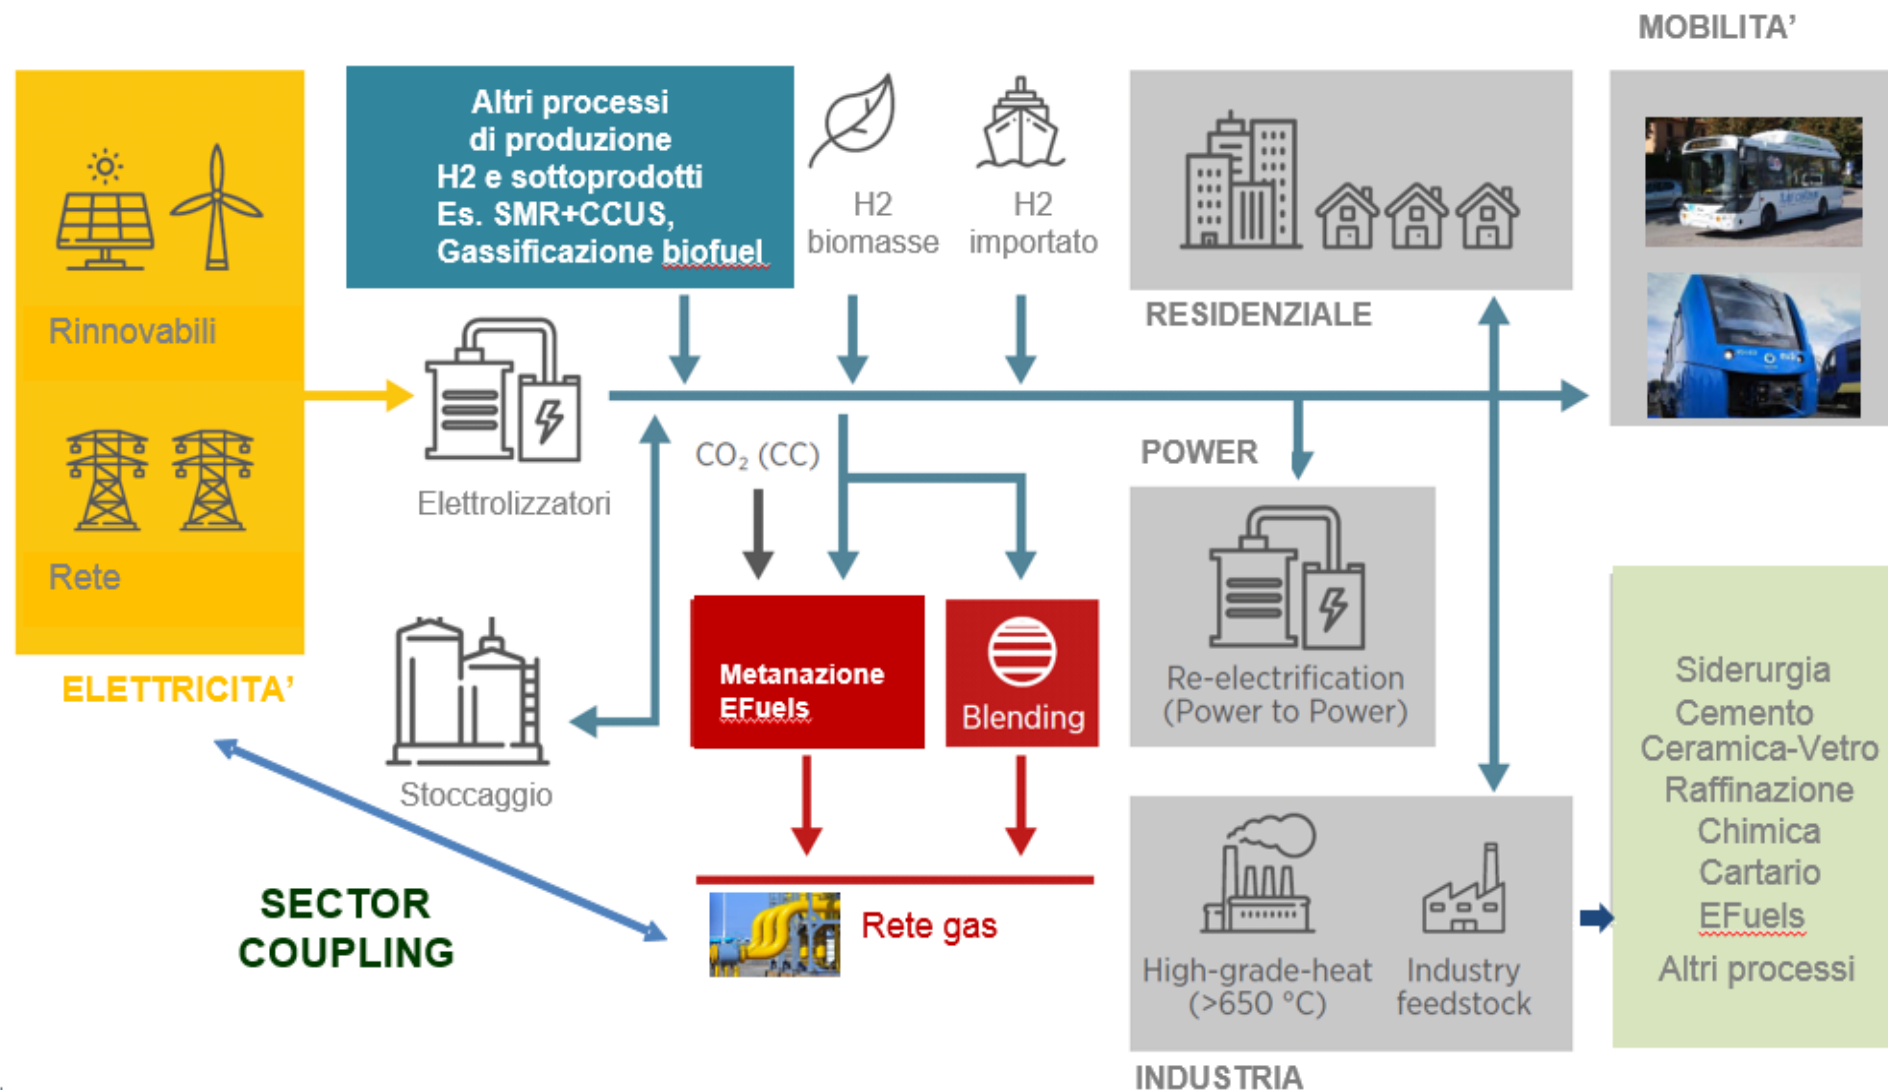 MOBILITA’
Altri processi
di produzione
H2 e sottoprodotti
Es. SMR+CCUS,
Gassificazione biofuel
H2
biomasse
H2
importato
RESIDENZIALE
Rinnovabili
Rete
ELETTRICITA’
Elettrolizzatori
CO₂ (CC)
POWER
Stoccaggio
Metanazione
EFuels
Blending
Re-electrification
(Power to Power)
SECTOR
COUPLING
Rete gas
High-grade-heat
(>650 °C)
Industry
feedstock
INDUSTRIA
Siderurgia
Cemento
Ceramica-Vetro
Raffinazione
Chimica
Cartario
EFuels
Altri processi